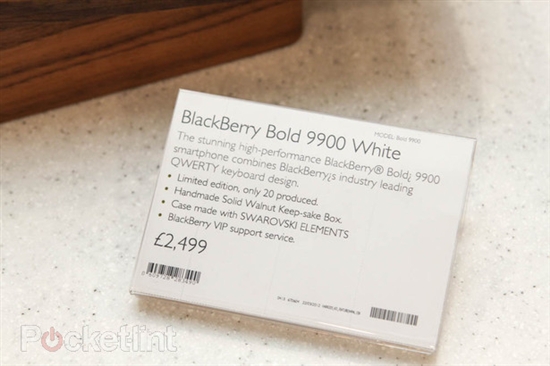 BlackBerry Bold 9900 White
MODEL: Bold 9900
The stunning high-performance BlackBerry® Bold¿ 9900
smartphone combines BlackBerry¿s industry leading
QWERTY keyboard design.
• Limited edition, only 20 produced.
• Handmade Solid Walnut Keep-sake Box.
• Case made with SWAROVSKI ELEMENTS
• BlackBerry VIP support service.
£2,499
Pocketlint